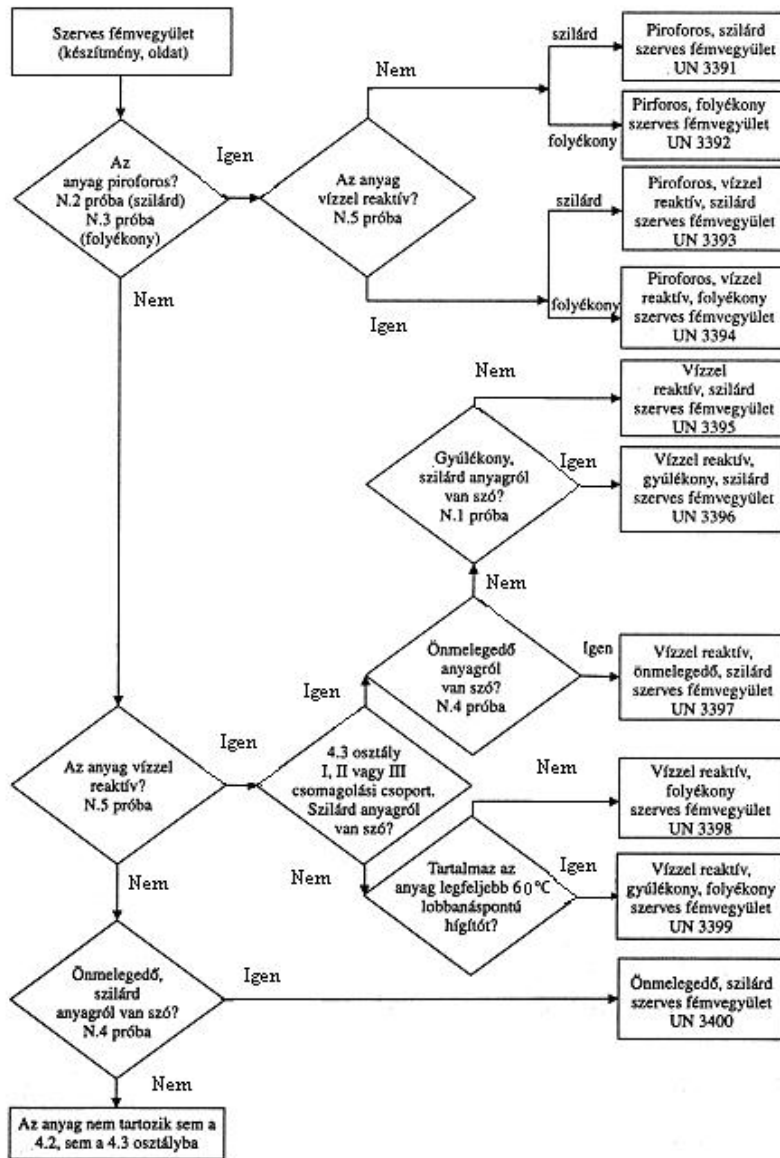 Szerves fémvegyület
(készítmény, oldat)
Az
anyag piroforos?
N.2 próba (szilárd)
N.3 próba
(folyékony)
Igen
Nem
Az anyag
vízzel reaktív?
N.5 próba
Nem
Igen
szilárd
folyékony
Piroforos, szilárd
szerves fémvegyület
UN 3391
Pirforos, folyékony
szerves fémvegyület
UN 3392
szilárd
folyékony
Piroforos, vízzel
reaktív, szilárd
szerves fémvegyület
UN 3393
Piroforos, vízzel
reaktív, folyékony
szerves fémvegyület
UN 3394
Nem
Vízzel
reaktív, szilárd
szerves fémvegyület
UN 3395
Gyúlékony,
szilárd anyagról
van szó?
N.1 próba
Igen
Vízzel reaktív,
gyúlékony, szilárd
szerves fémvegyület
UN 3396
Nem
Önmelegedő
anyagról
van szó?
N.4 próba
Igen
Vízzel reaktív,
önmelegedő, szilárd
szerves fémvegyület
UN 3397
Az anyag vízzel
reaktív?
N.5 próba
Igen
Nem
Igen
4.3 osztály
I, II vagy III
csomagolási csoport.
Szilárd anyagról
van szó?
Nem
Nem
Vízzel reaktív,
folyékony
szerves fémvegyület
UN 3398
Tartalmaz az
anyag legfeljebb 60°C
lobbanáspontú
hígítót?
Igen
Vízzel reaktív,
gyúlékony, folyékony
szerves fémvegyület
UN 3399
Önmelegedő,
szilárd
anyagról van szó?
N.4 próba
Igen
Önmelegedő, szilárd
szerves fémvegyület
UN 3400
Nem
Az anyag nem tartozik sem a
4.2, sem a 4.3 osztályba